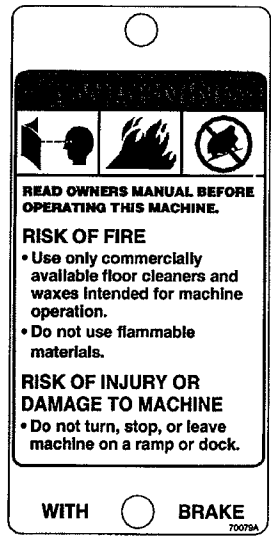 READ OWNERS MANUAL BEFORE
OPERATING THIS MACHINE.
RISK OF FIRE
• Use only commercially
available floor cleaners and
waxes intended for machine
operation.
• Do not use flammable
materials.
RISK OF INJURY OR
DAMAGE TO MACHINE
• Do not turn, stop, or leave
machine on a ramp or dock.
WITH BRAKE
70079A